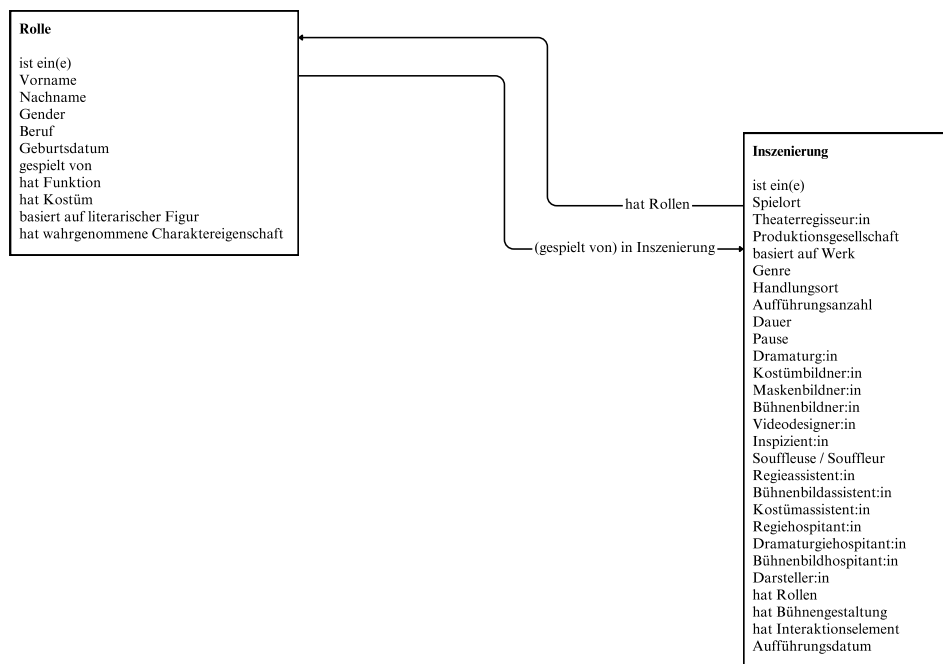 Rolle
ist ein(e)
Vorname
Nachname
Gender
Beruf
Geburtsdatum
gespielt von
hat Funktion
hat Kostüm
basiert auf literarischer Figur
hat wahrgenommene Charaktereigenschaft
hat Rollen
(gespielt von) in Inszenierung
Inszenierung
ist ein(e)
Spielort
Theaterregisseur:in
Produktionsgesellschaft
basiert auf Werk
Genre
Handlungsort
Aufführungsanzahl
Dauer
Pause
Dramaturg:in
Kostümbildner:in
Maskenbildner:in
Bühnenbildner:in
Videodesigner:in
Inspizient:in
Souffleuse / Souffleur
Regieassistent:in
Bühnenbildassistent:in
Kostümassistent:in
Regiehospitant:in
Dramaturgiehospitant:in
Bühnenbildhospitant:in
Darsteller:in
hat Rollen
hat Bühnengestaltung
hat Interaktionselement
Aufführungsdatum